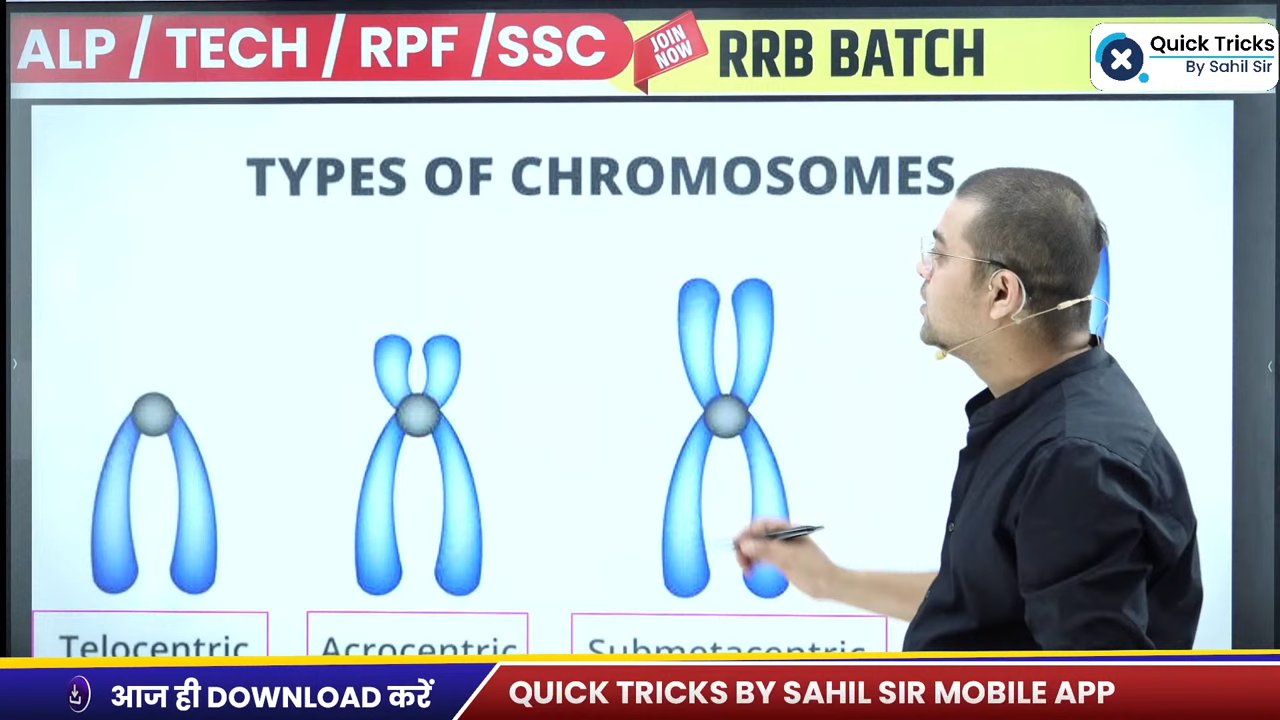 ALP / TECH / RPF / SSC
JOIN NOW
RRB BATCH
Quick Tricks
By Sahil Sir
TYPES OF CHROMOSOMES
Telocentric
Acrocentric
Submetacentric
आज ही DOWNLOAD करें
QUICK TRICKS BY SAHIL SIR MOBILE APP